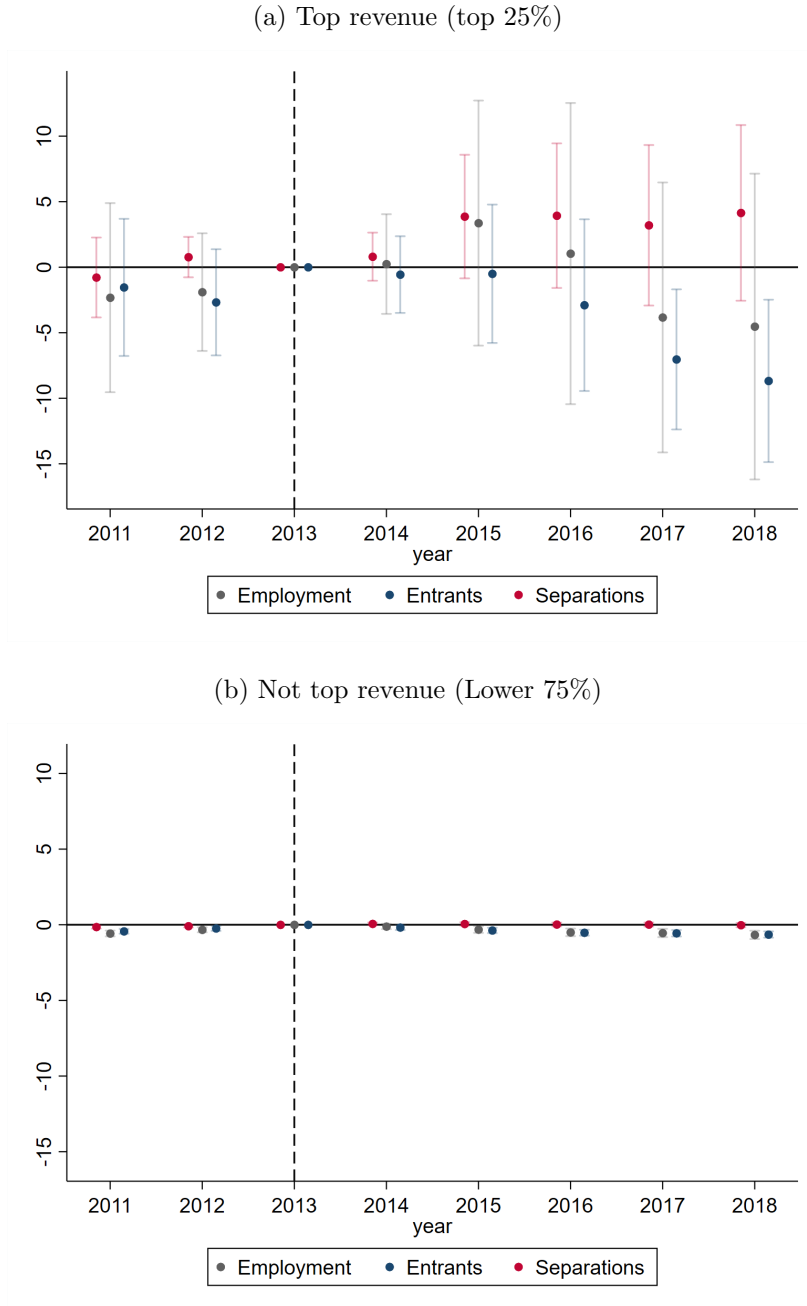 (a) Top revenue (top 25%)
10
5
0
-5
-10
-15
2011 2012 2013 2014 2015 2016 2017 2018
year
Employment Entrants Separations
(b) Not top revenue (Lower 75%)
10
5
0
-5
-10
-15
2011 2012 2013 2014 2015 2016 2017 2018
year
Employment Entrants Separations